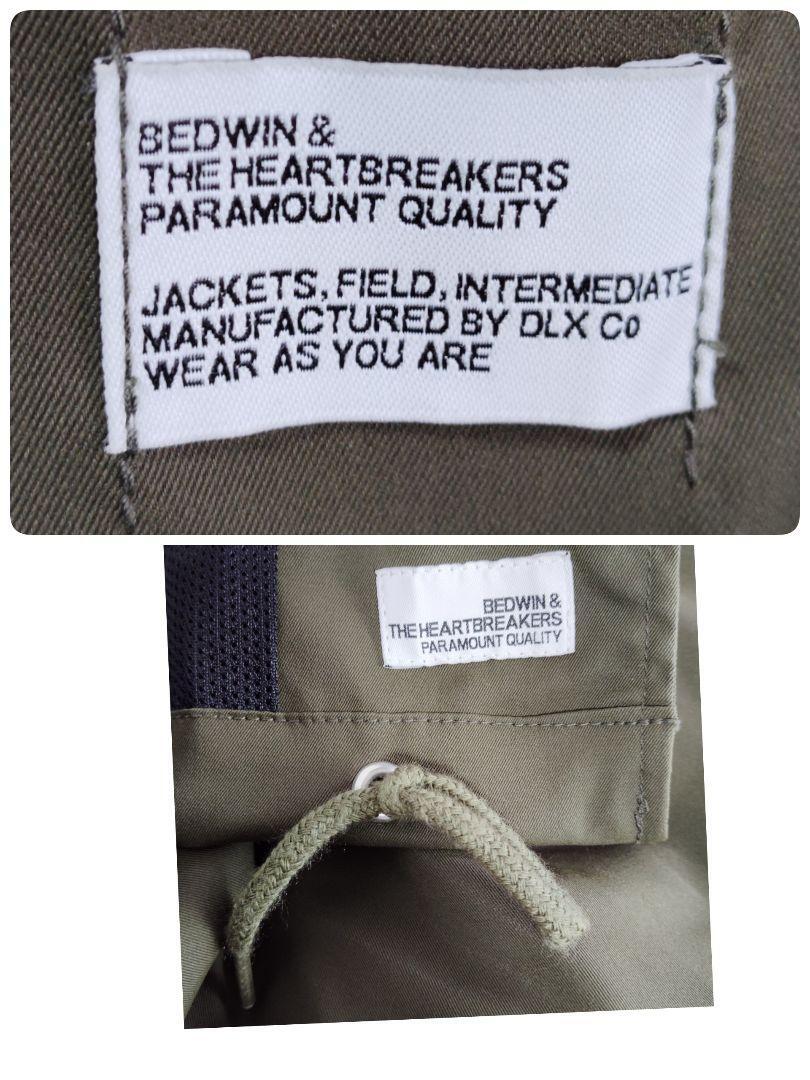 BEDWIN &
THE HEARTBREAKERS
PARAMOUNT QUALITY
JACKETS, FIELD, INTERMEDIATE
MANUFACTURED BY DLX Co
WEAR AS YOU ARE
BEDWIN &
THE HEARTBREAKERS
PARAMOUNT QUALITY